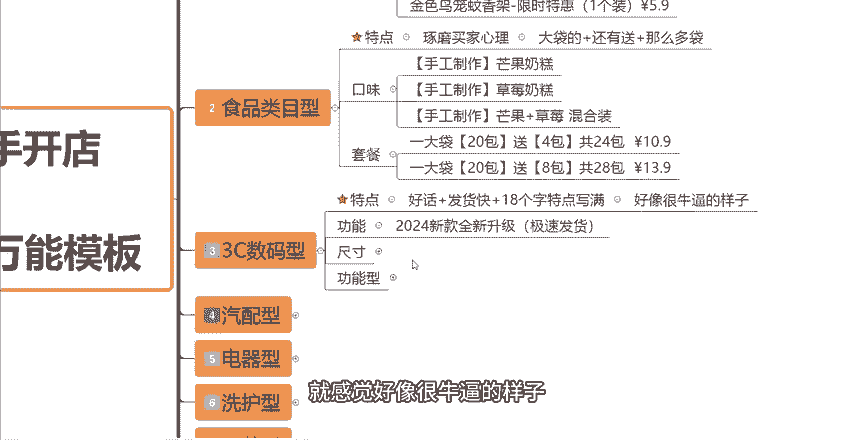 金色鸟笼蚊香架-限时特惠（1个装）¥5.9
特点 琢磨买家心理 大袋的+还有送+那么多袋
2 食品类目型
口味
【手工制作】芒果奶糕
【手工制作】草莓奶糕
【手工制作】芒果+草莓 混合装
套餐
一大袋【20包】送【4包】共24包 ¥10.9
一大袋【20包】送【8包】共28包 ¥13.9
手开店
万能模板
特点 好话+发货快+18个字特点写满 好像很牛逼的样子
3 3C数码型
功能 2024新款全新升级（极速发货）
尺寸
功能型
4 汽配型
5 电器型
6 洗护型
就感觉好像很牛逼的样子